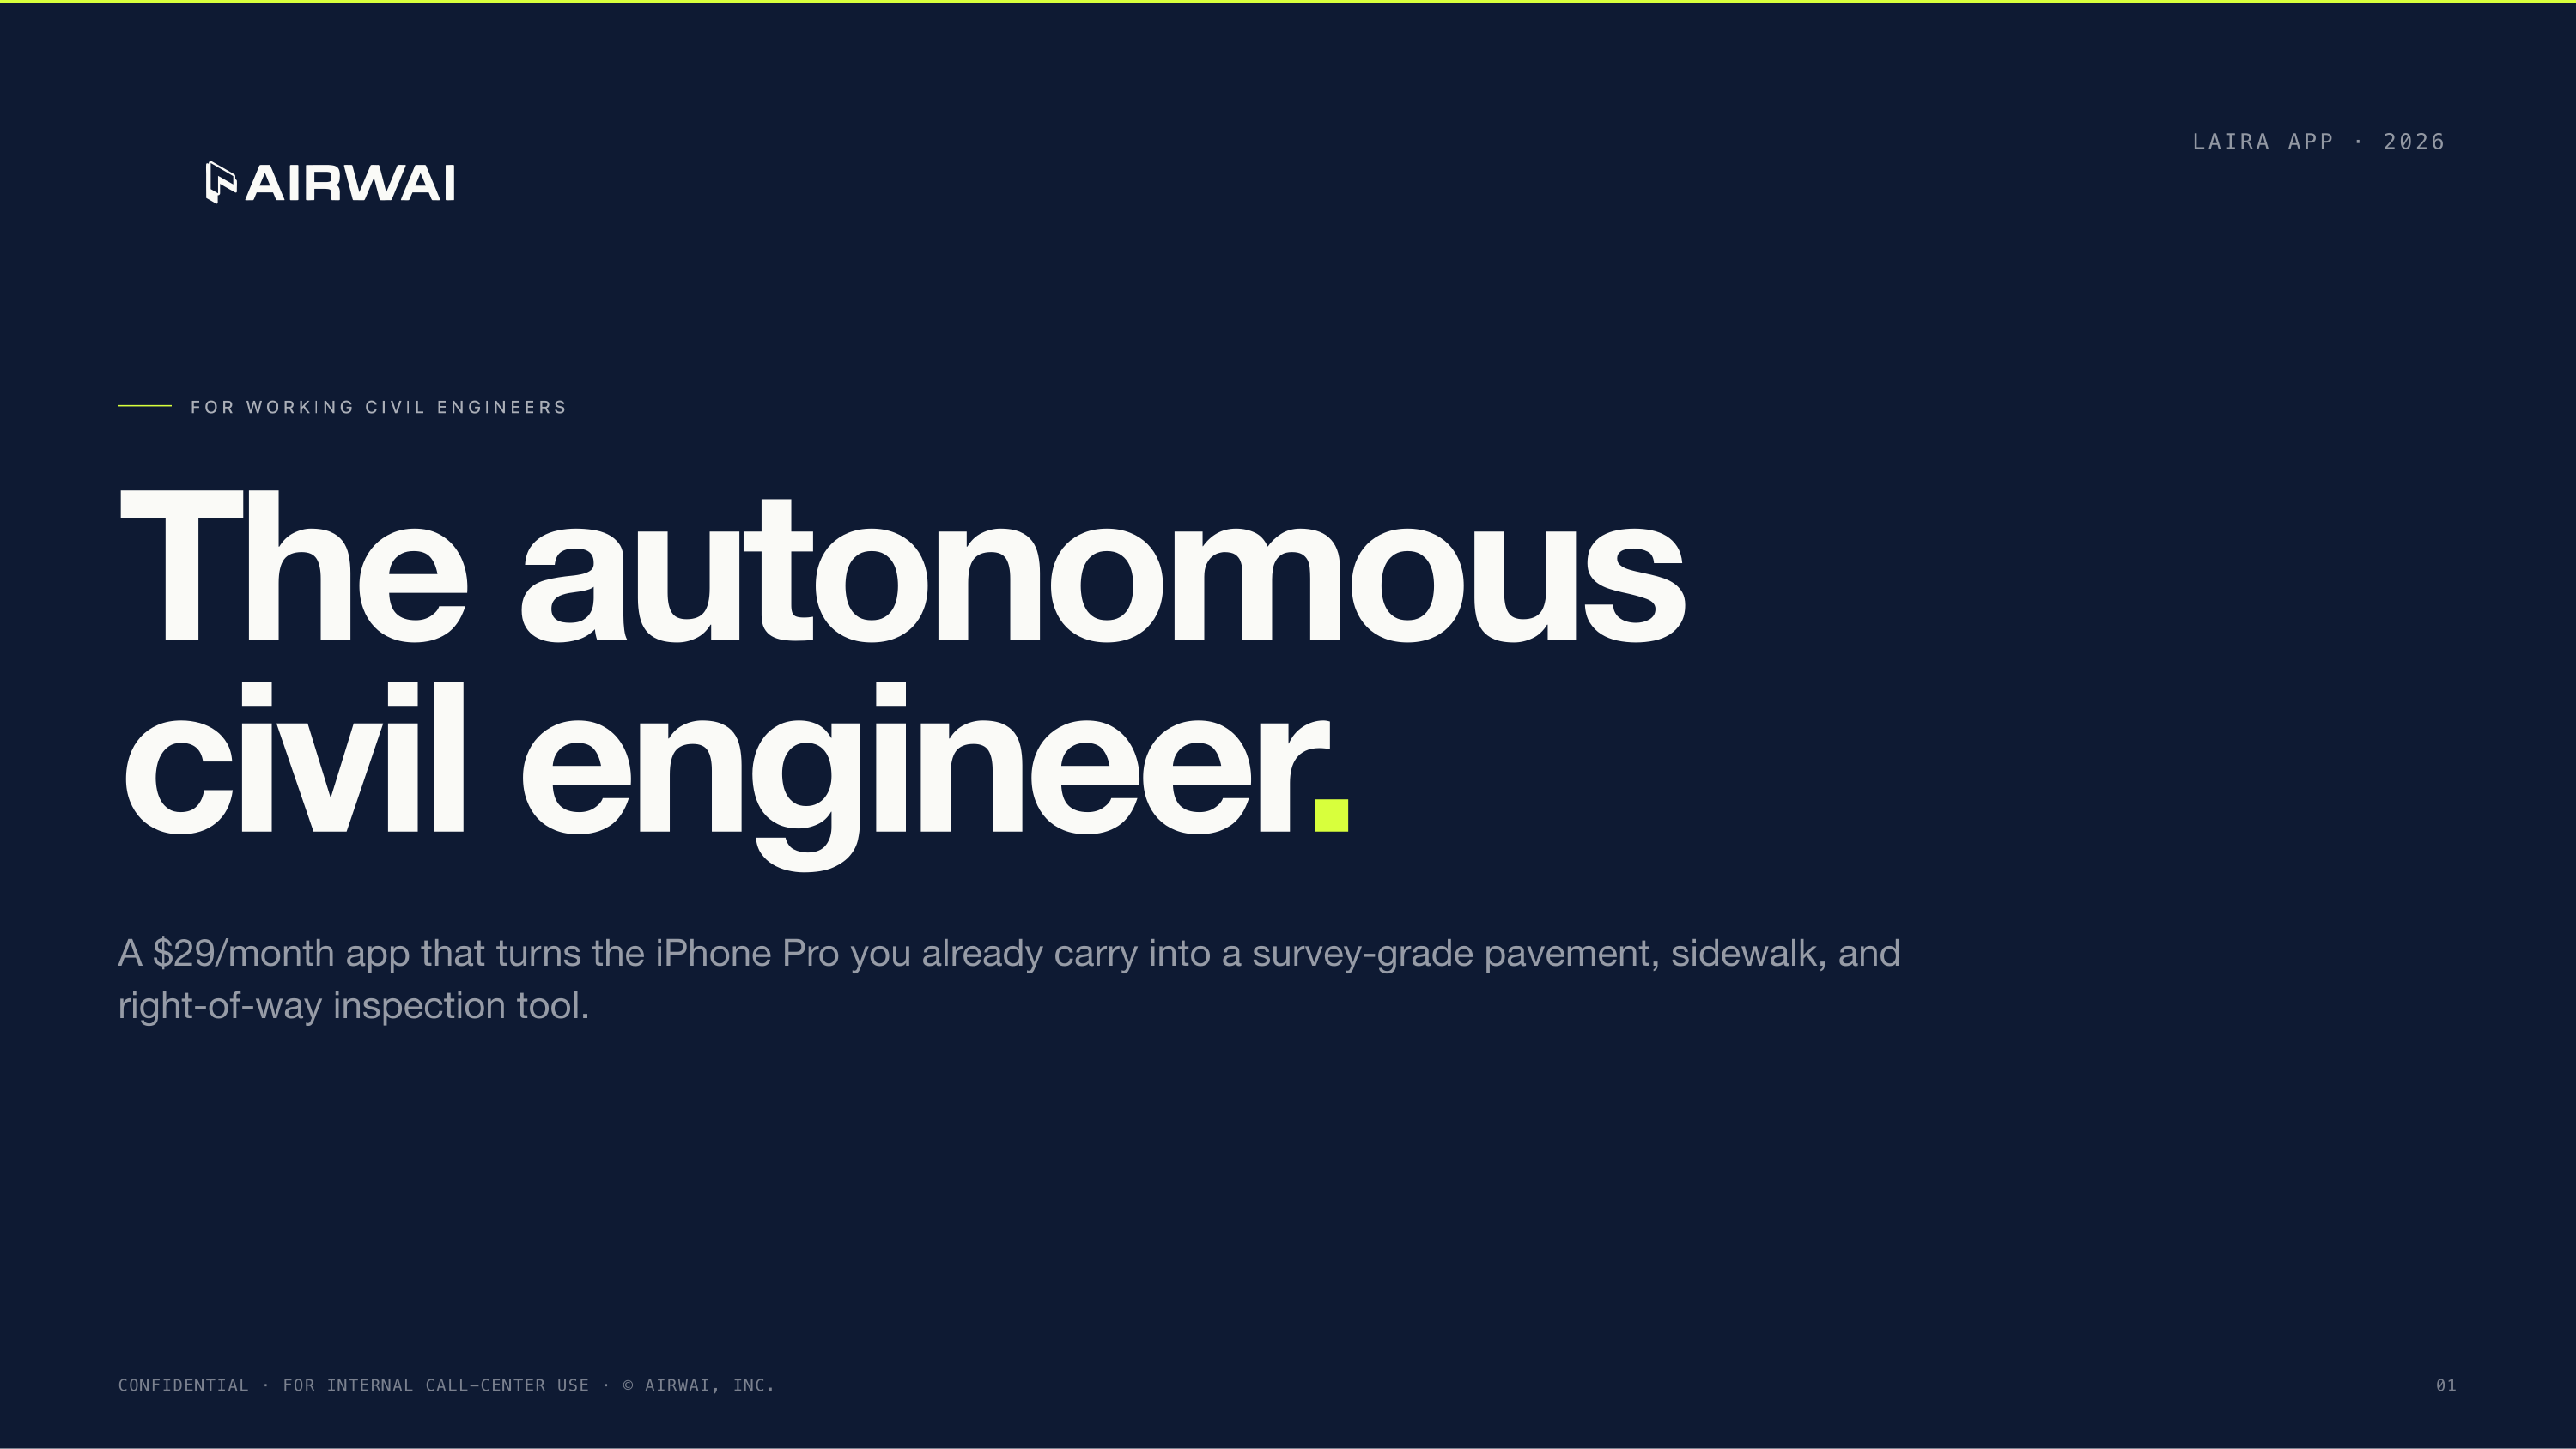 AIRWAI
LAIRA APP · 2026
FOR WORKING CIVIL ENGINEERS
The autonomous
civil engineer.
A $29/month app that turns the iPhone Pro you already carry into a survey-grade pavement, sidewalk, and
right-of-way inspection tool.
CONFIDENTIAL · FOR INTERNAL CALL-CENTER USE · © AIRWAI, INC.
01